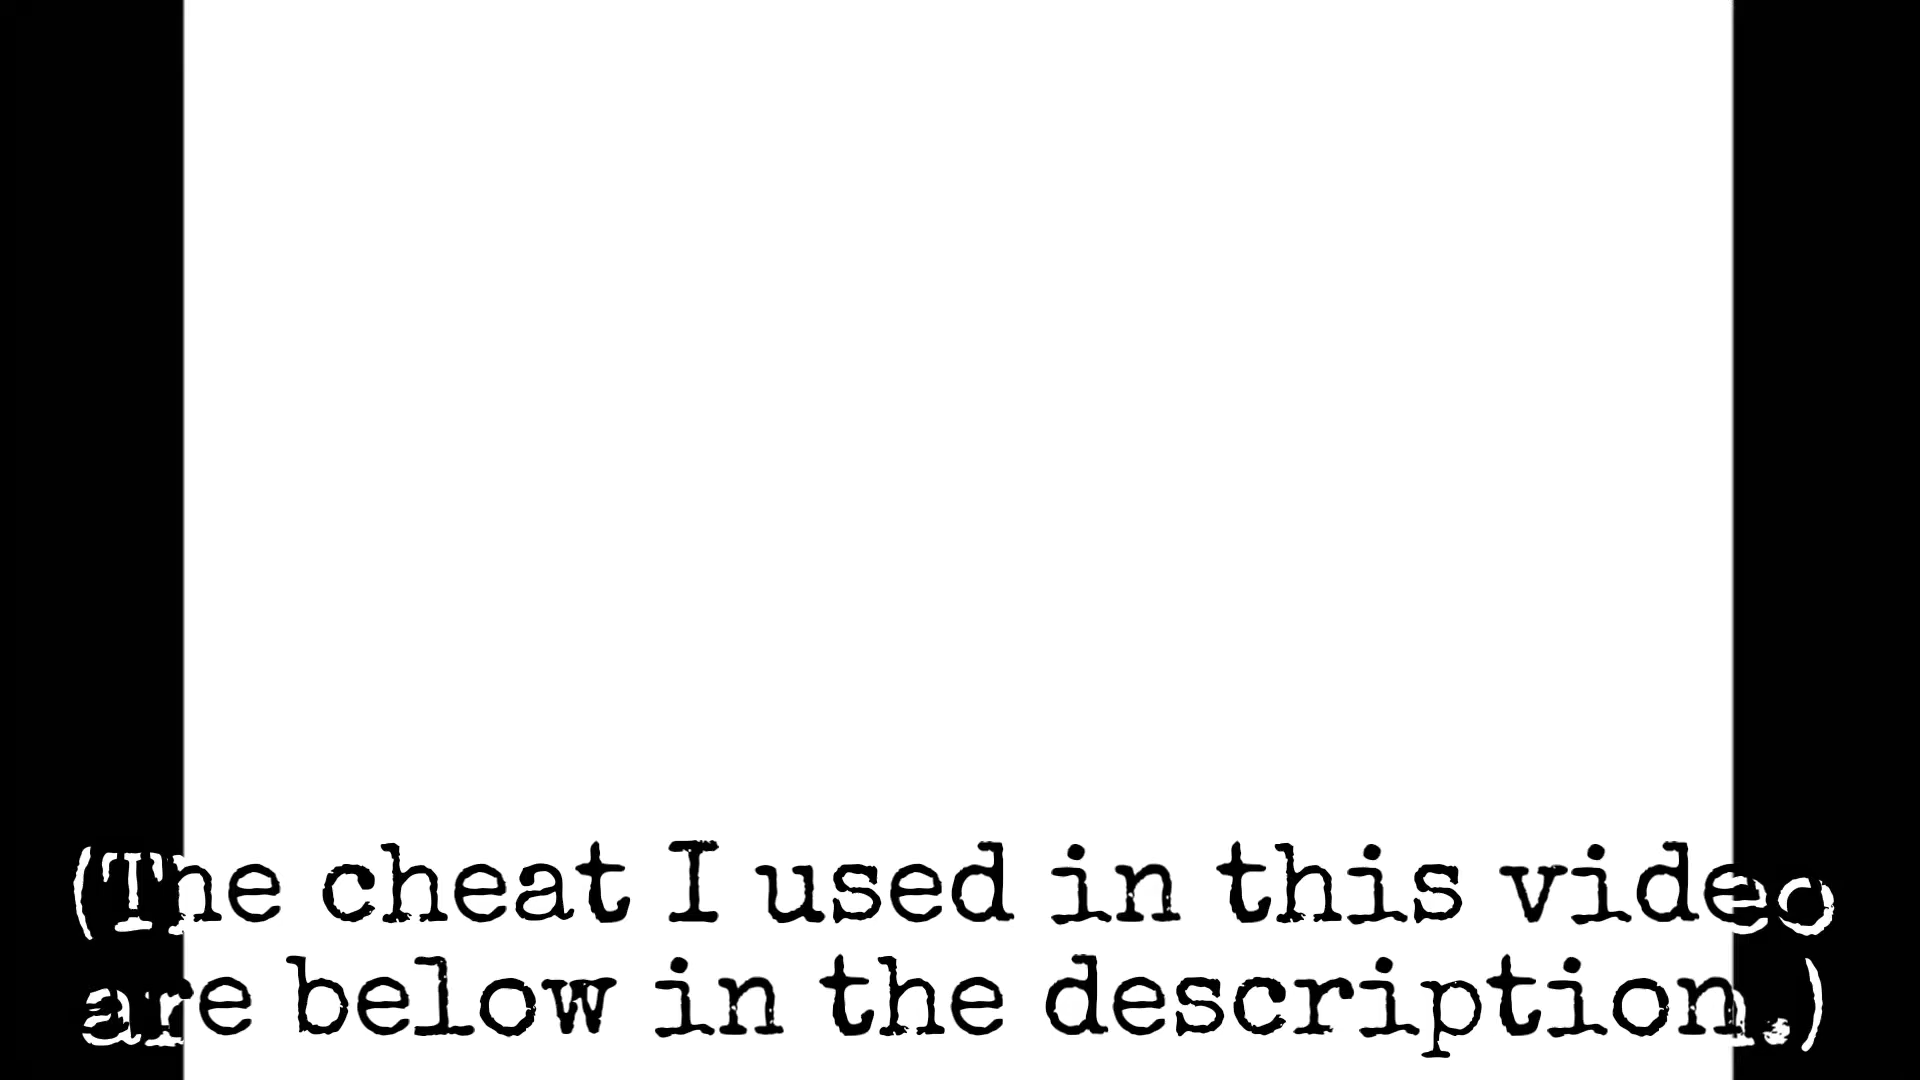 (The cheat I used in this video
are below in the description.)